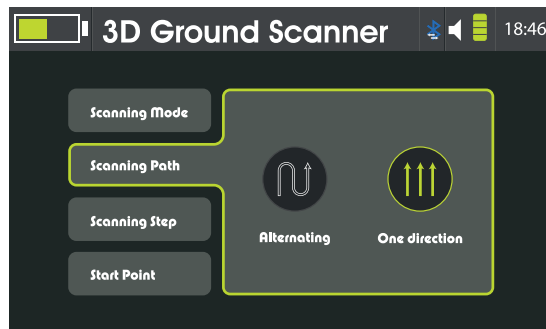 3D Ground Scanner
18:46
Scanning Mode
Scanning Path
Scanning Step
Start Point
Alternating
One direction